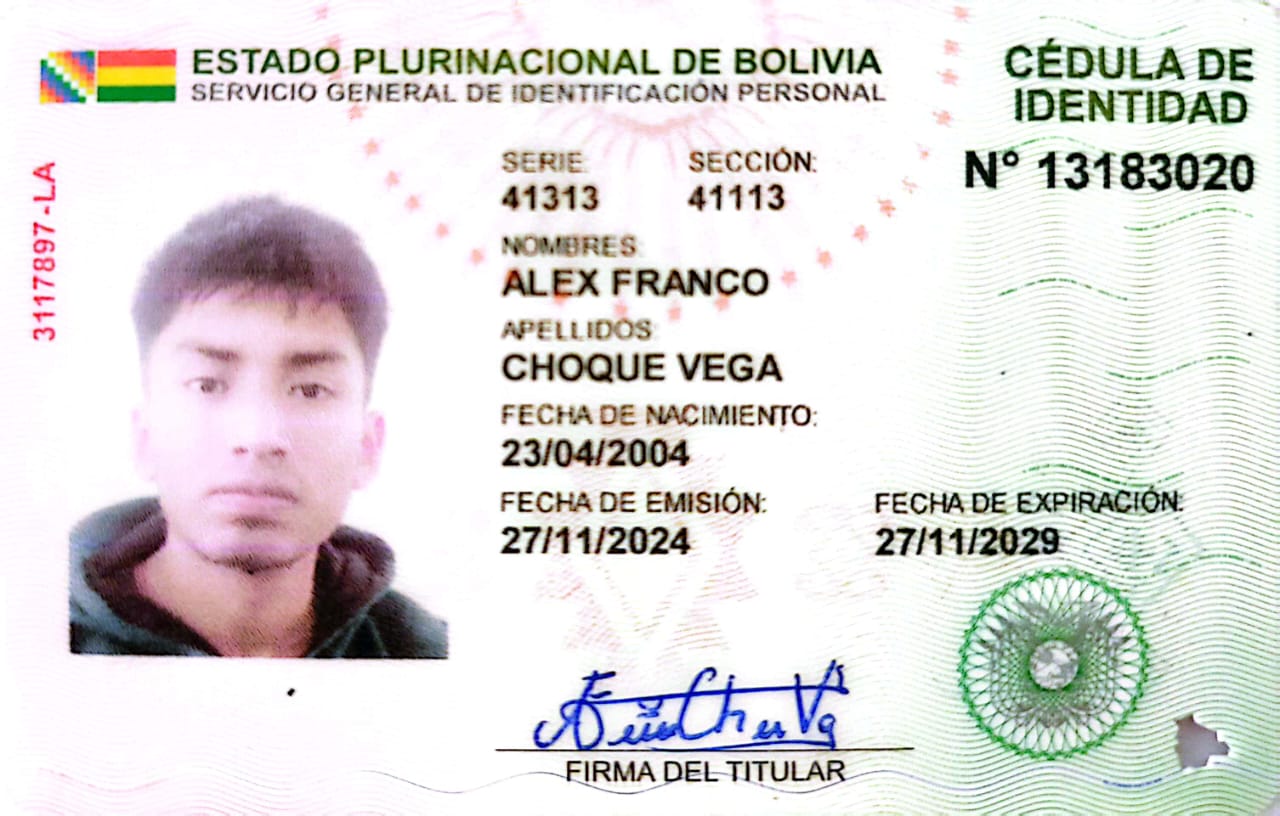 ESTADO PLURINACIONAL DE BOLIVIA
SERVICIO GENERAL DE IDENTIFICACIÓN PERSONAL
CÉDULA DE
IDENTIDAD
N° 13183020
3117897-LA
SERIE: SECCIÓN:
41313 41113
NOMBRES:
ALEX FRANCO
APELLIDOS:
CHOQUE VEGA
FECHA DE NACIMIENTO:
23/04/2004
FECHA DE EMISIÓN: FECHA DE EXPIRACIÓN:
27/11/2024 27/11/2029
FIRMA DEL TITULAR